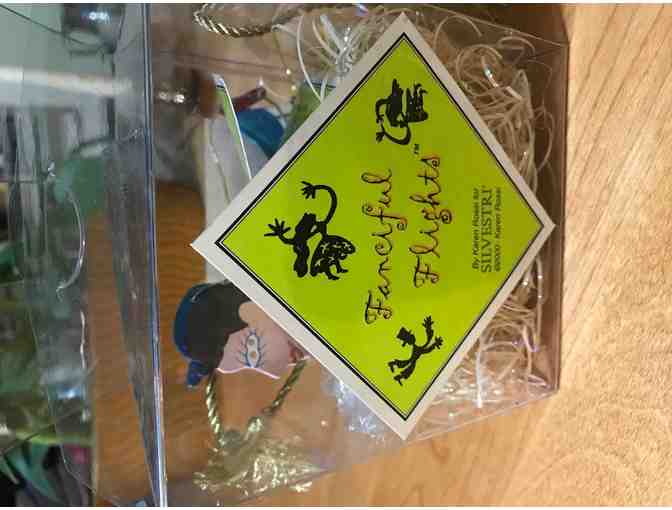 Fanciful
Flights™
By Karen Rossi for
SILVESTRI®
©2000 · Karen Rossi